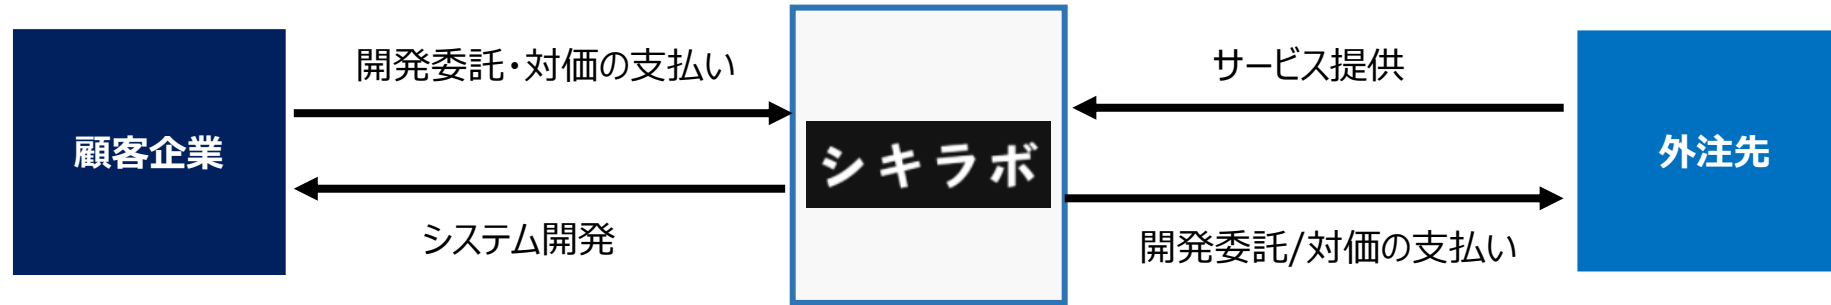 顧客企業
開発委託・対価の支払い
システム開発
シキラボ
サービス提供
開発委託/対価の支払い
外注先